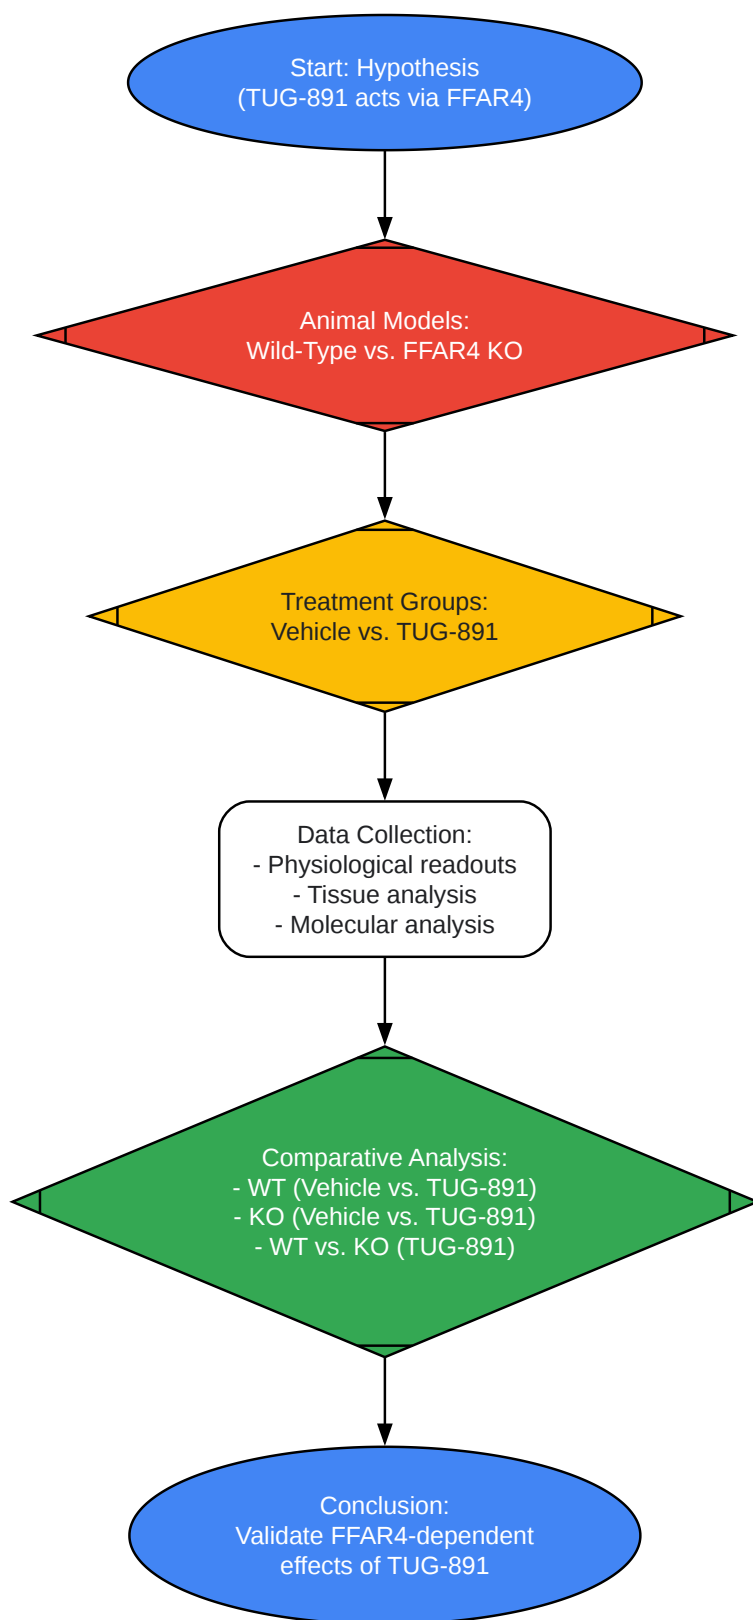 Start: Hypothesis
(TUG-891 acts via FFAR4)
Animal Models:
Wild-Type vs. FFAR4 KO
Treatment Groups:
Vehicle vs. TUG-891
Data Collection:
- Physiological readouts
- Tissue analysis
- Molecular analysis
Comparative Analysis:
- WT (Vehicle vs. TUG-891)
- KO (Vehicle vs. TUG-891)
- WT vs. KO (TUG-891)
Conclusion:
Validate FFAR4-dependent
effects of TUG-891